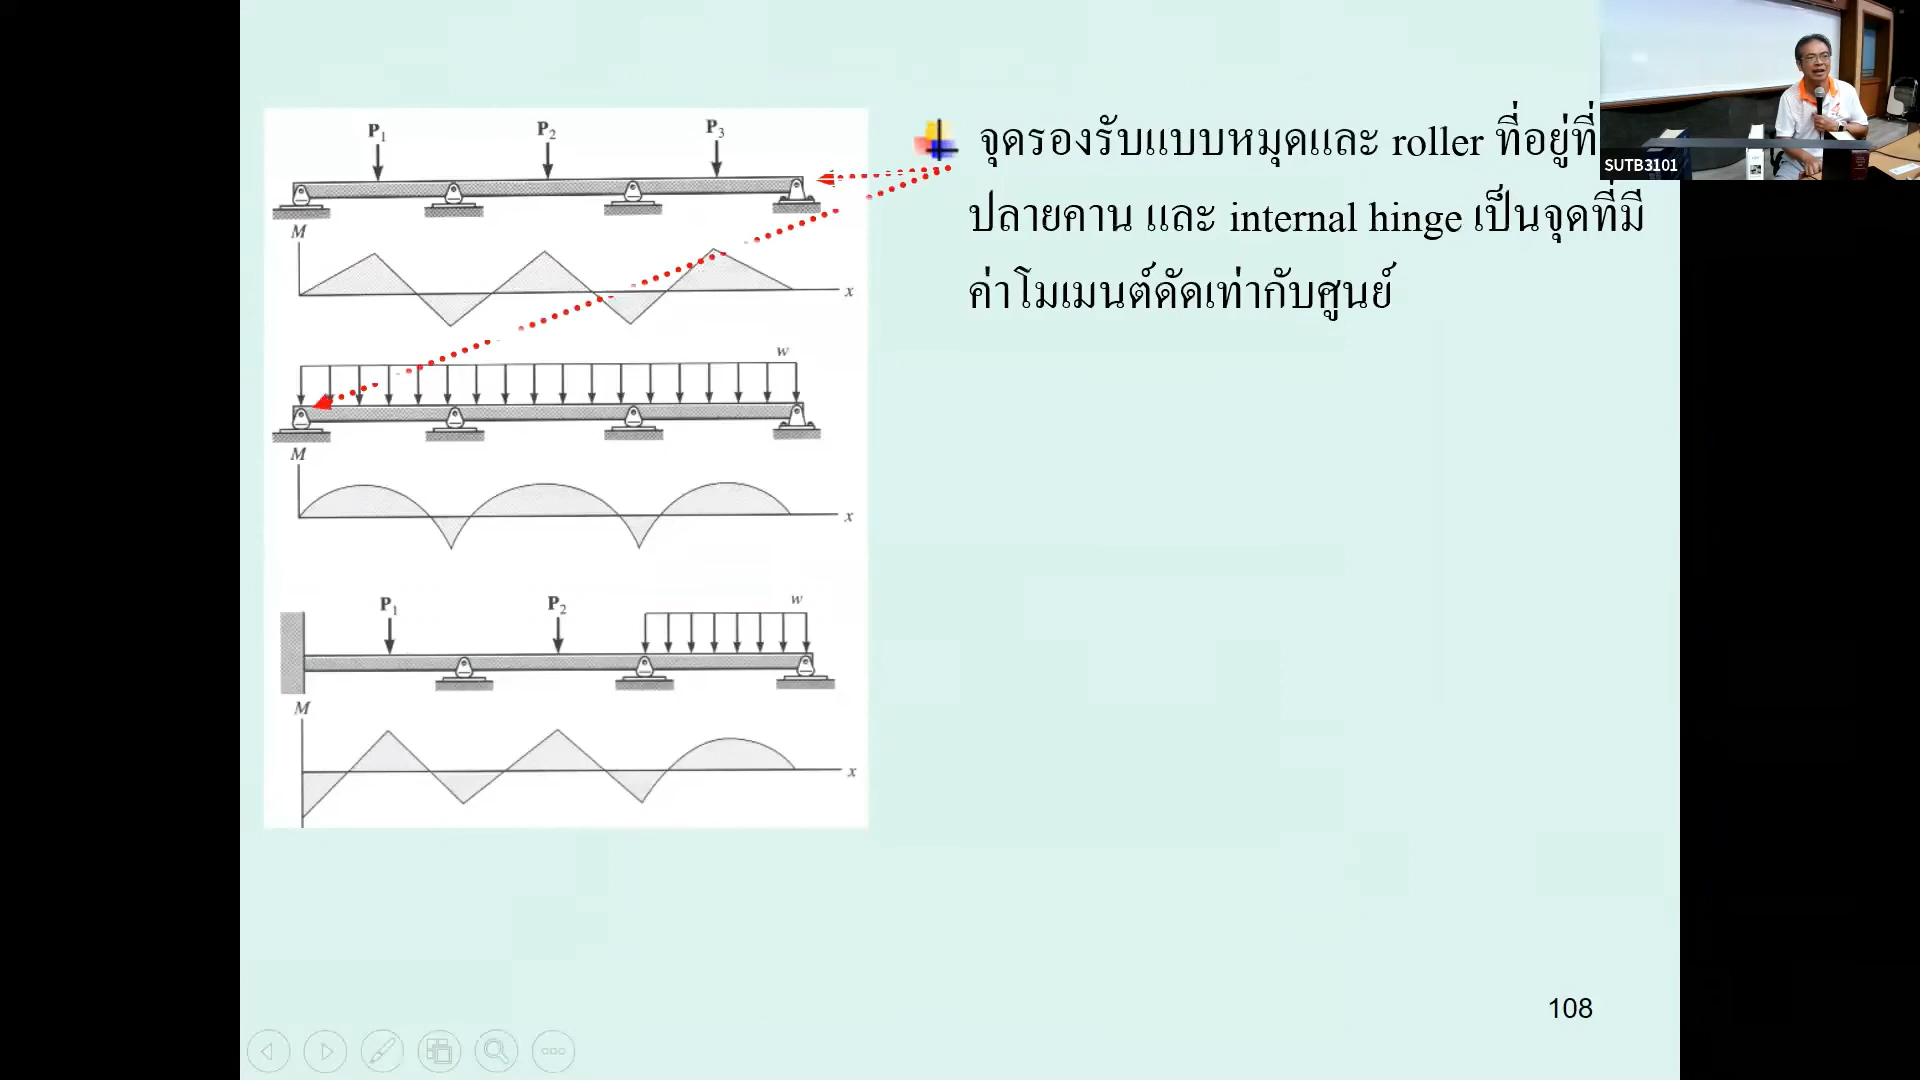 P1 P2 P3
M
x
w
M
x
P1 P2 w
M
x
จุดรองรับแบบหมุดและ roller ที่อยู่ที่
ปลายคาน และ internal hinge เป็นจุดที่มี
ค่าโมเมนต์ดัดเท่ากับศูนย์
SUTB3101
108